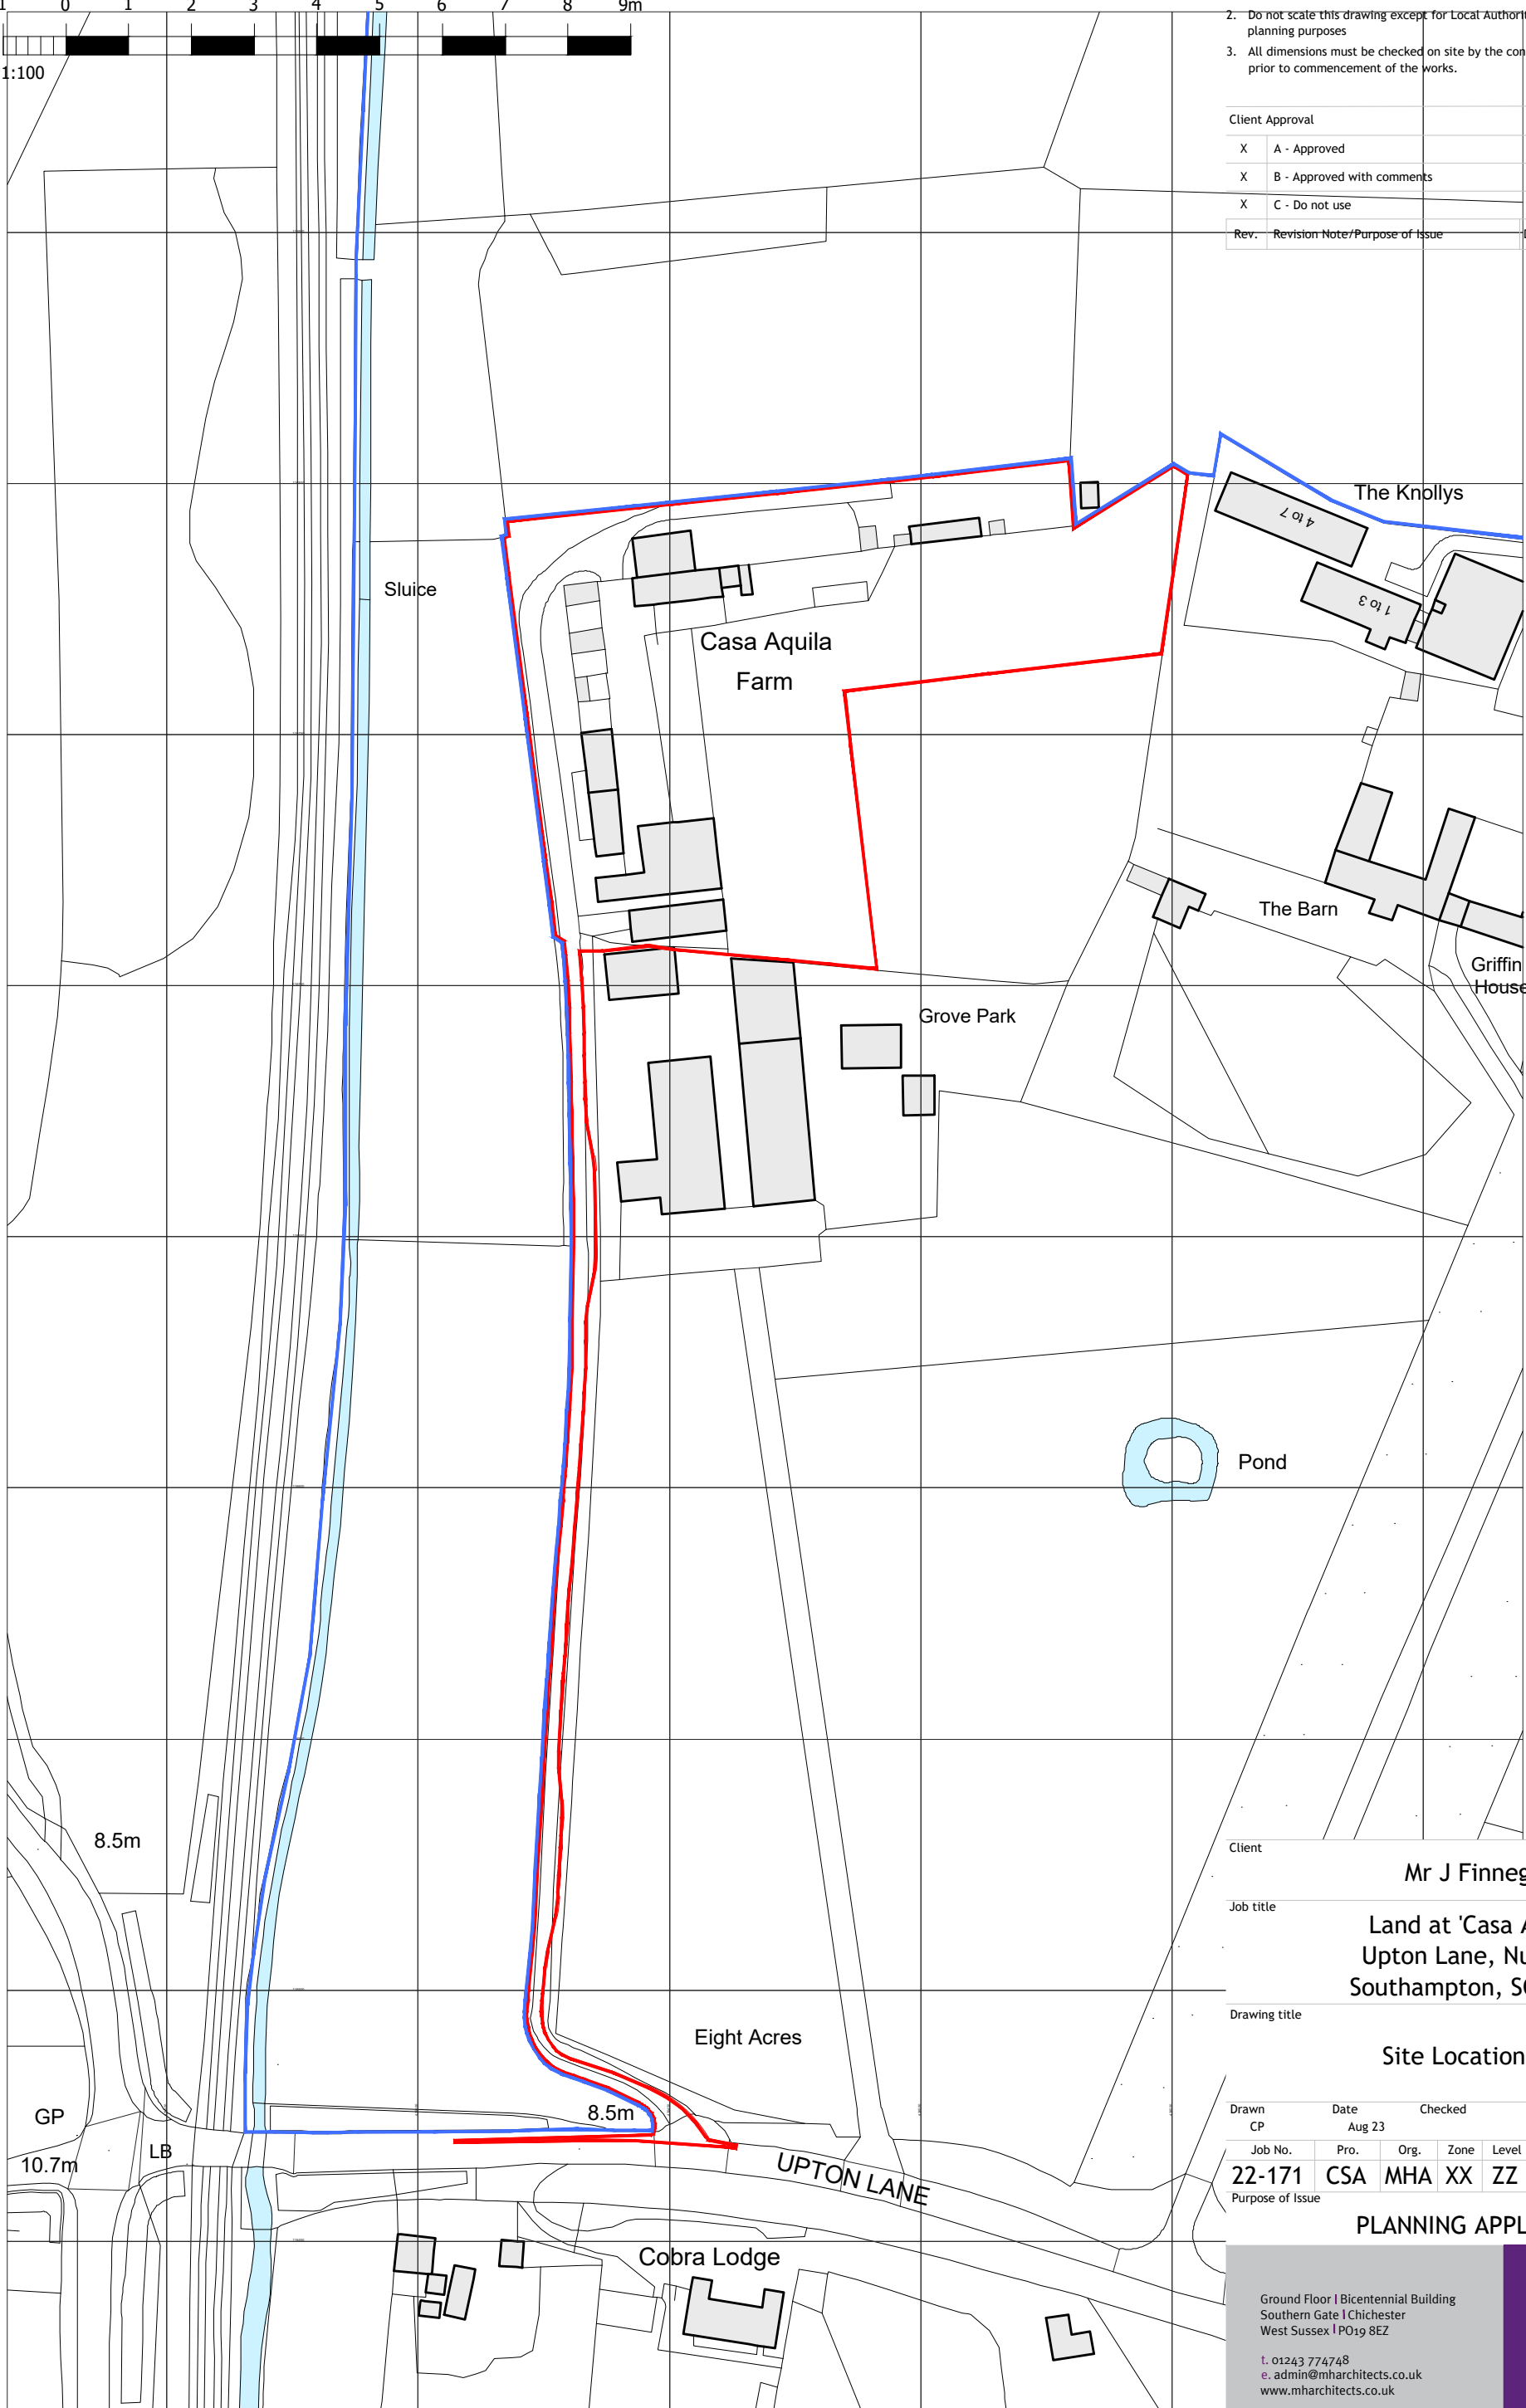 1 0 1 2 3 4 5 6 7 8 9m
1:100
2. Do not scale this drawing except for Local Authorit
planning purposes
3. All dimensions must be checked on site by the con
prior to commencement of the works.
Client Approval
X A - Approved
X B - Approved with comments
X C - Do not use
Rev. Revision Note/Purpose of Issue
The Knollys
4 to 7
1 to 3
Sluice
Casa Aquila
Farm
The Barn
Griffin
House
Grove Park
Pond
8.5m
Eight Acres
8.5m
GP
LB
10.7m
UPTON LANE
Cobra Lodge
Client
Mr J Finneg
Job title
Land at 'Casa A
Upton Lane, Nu
Southampton, SO
Drawing title
Site Location
Drawn Date Checked
CP Aug 23
Job No. Pro. Org. Zone Level
22-171 CSA MHA XX ZZ
Purpose of Issue
PLANNING APPL
Ground Floor | Bicentennial Building
Southern Gate | Chichester
West Sussex | PO19 8EZ
t. 01243 774748
e. admin@mharchitects.co.uk
www.mharchitects.co.uk